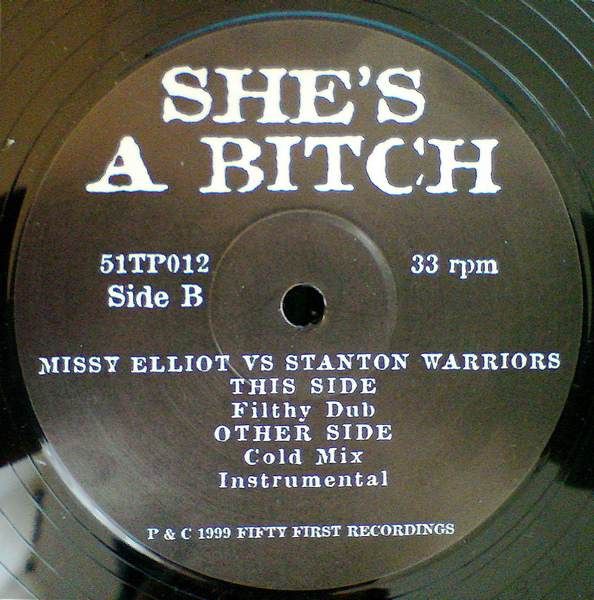 SHE'S
A BITCH
51TP012 33 rpm
Side B
MISSY ELLIOT VS STANTON WARRIORS
THIS SIDE
Filthy Dub
OTHER SIDE
Cold Mix
Instrumental
P & C 1999 FIFTY FIRST RECORDINGS